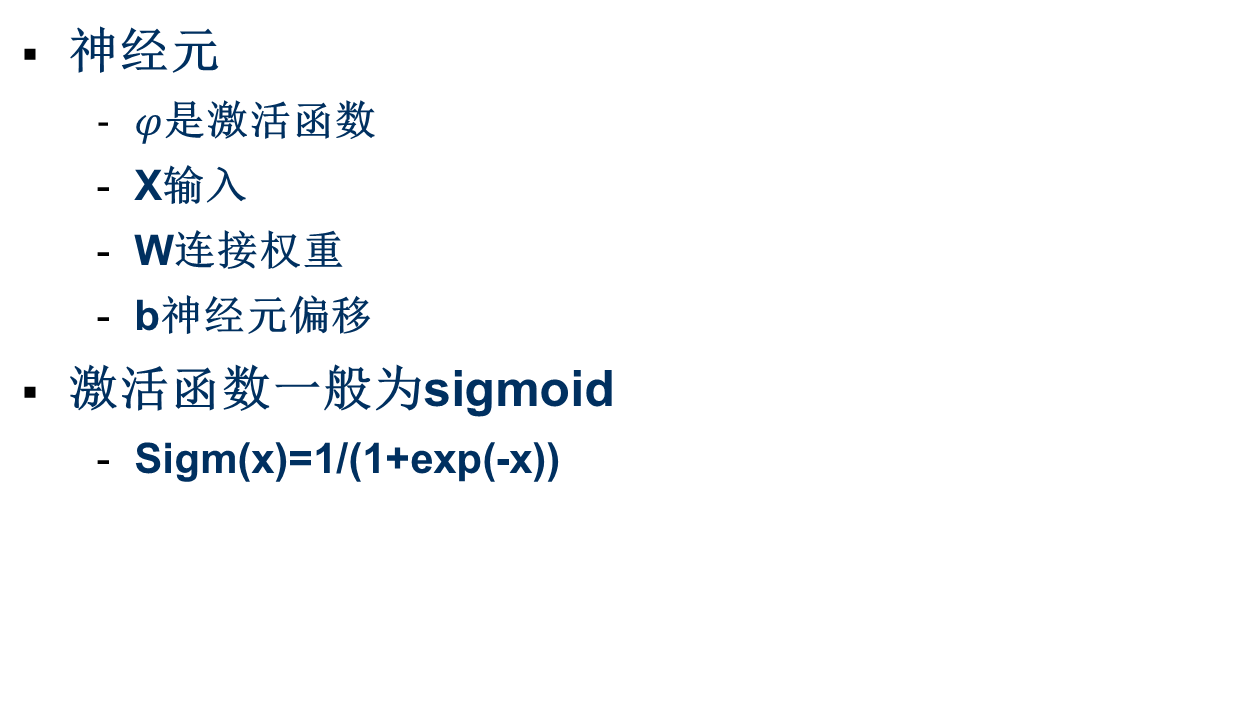 ▪ 神经元
- φ是激活函数
- X输入
- W连接权重
- b神经元偏移
▪ 激活函数一般为sigmoid
- Sigm(x)=1/(1+exp(-x))